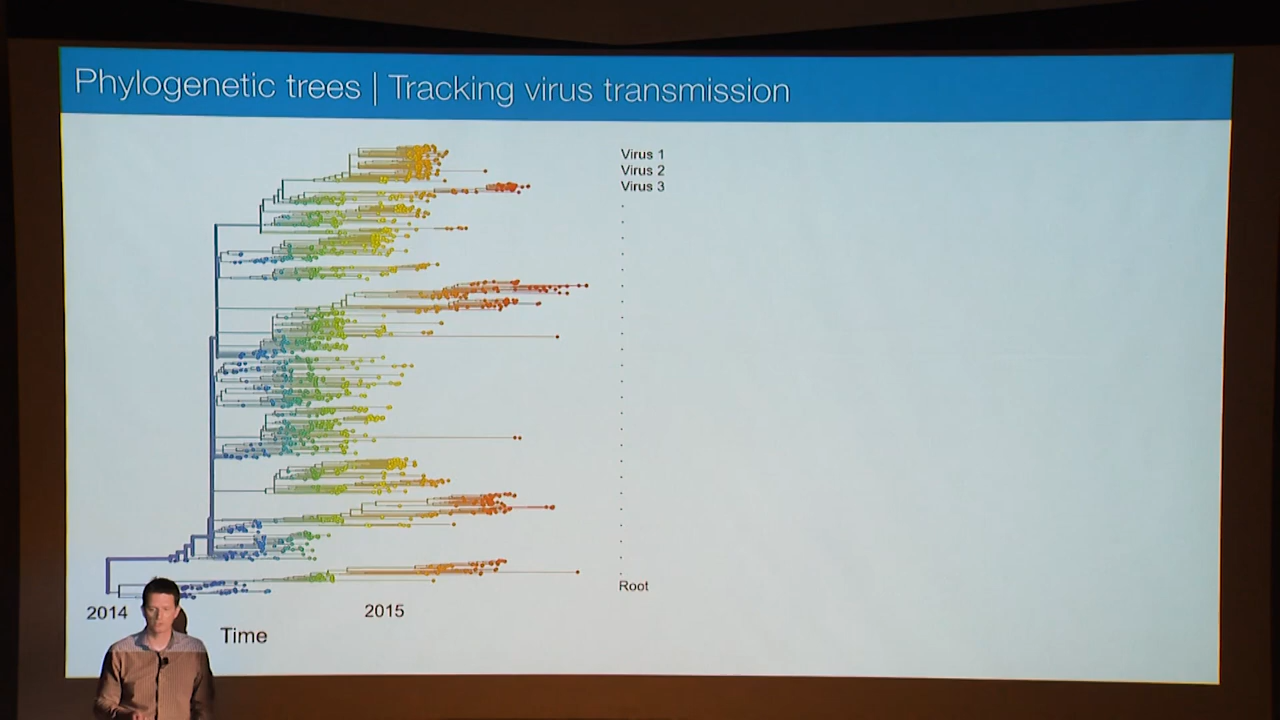 Phylogenetic trees | Tracking virus transmission
Virus 1
Virus 2
Virus 3
Root
2014
2015
Time